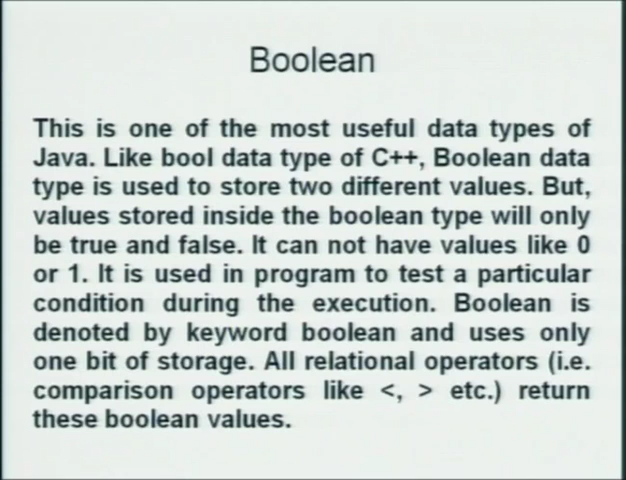 Boolean
This is one of the most useful data types of
Java. Like bool data type of C++, Boolean data
type is used to store two different values. But,
values stored inside the boolean type will only
be true and false. It can not have values like 0
or 1. It is used in program to test a particular
condition during the execution. Boolean is
denoted by keyword boolean and uses only
one bit of storage. All relational operators (i.e.
comparison operators like <, > etc.) return
these boolean values.